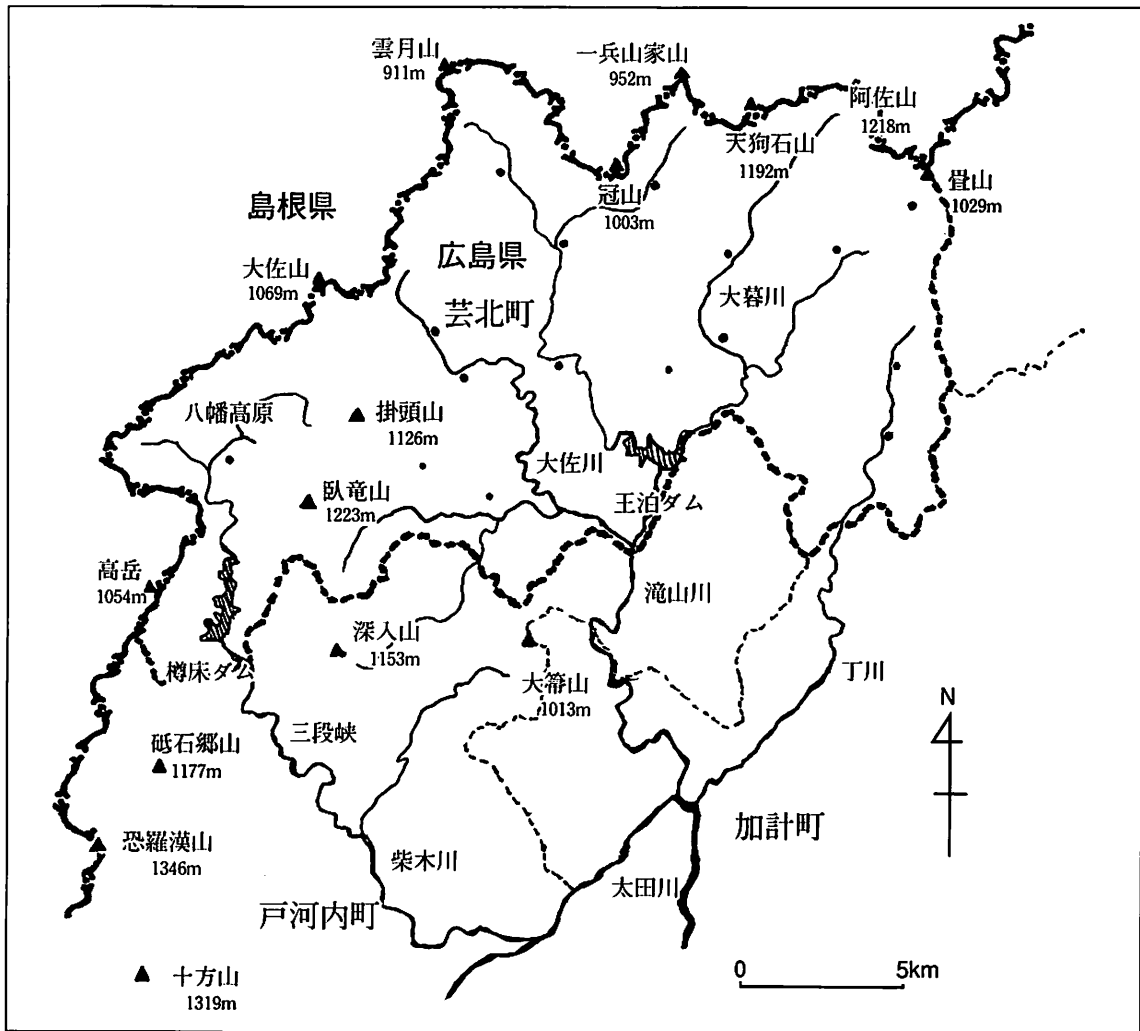 雲月山
911m
一兵山家山
952m
阿佐山
1218m
天狗石山
1192m
畳山
1029m
冠山
1003m
島根県
広島県
芸北町
大佐山
1069m
大暮川
八幡高原
掛頭山
1126m
大佐川
臥竜山
1223m
王泊ダム
高岳
1054m
滝山川
深入山
1153m
樽床ダム
大箒山
1013m
丁川
N
三段峡
砥石郷山
1177m
加計町
恐羅漢山
1346m
柴木川
太田川
戸河内町
十方山
1319m
0
5km